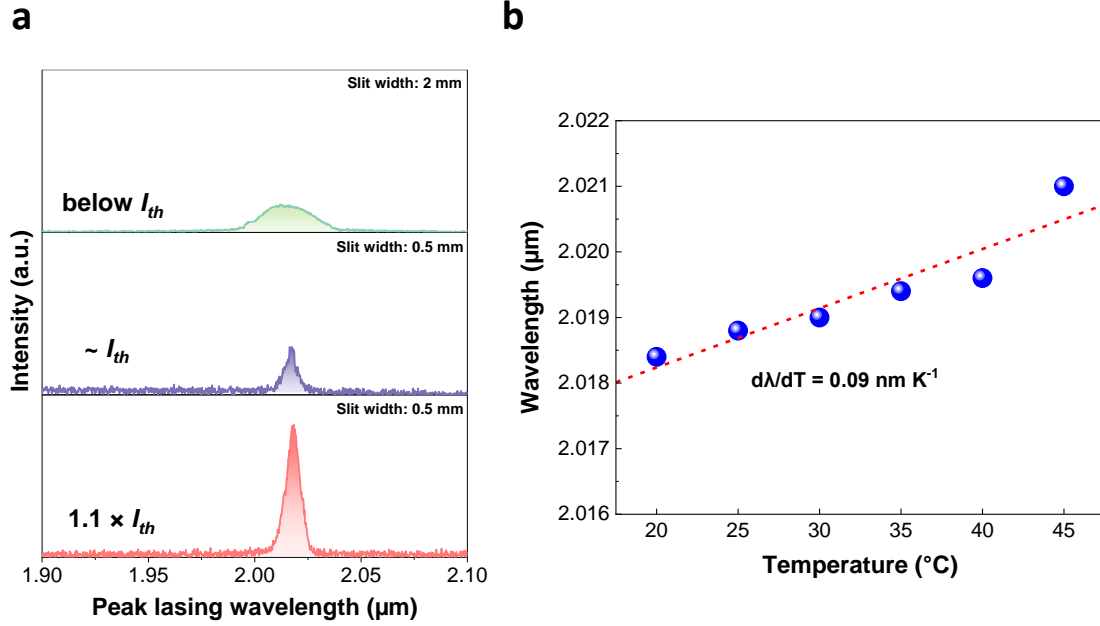 a
Slit width: 2 mm
below Ith
Slit width: 0.5 mm
~ Ith
Slit width: 0.5 mm
1.1 × Ith
Intensity (a.u.)
1.90 1.95 2.00 2.05 2.10
Peak lasing wavelength (µm)
b
2.022
2.021
2.020
2.019
2.018
2.017
2.016
Wavelength (µm)
dλ/dT = 0.09 nm K⁻¹
20 25 30 35 40 45
Temperature (°C)